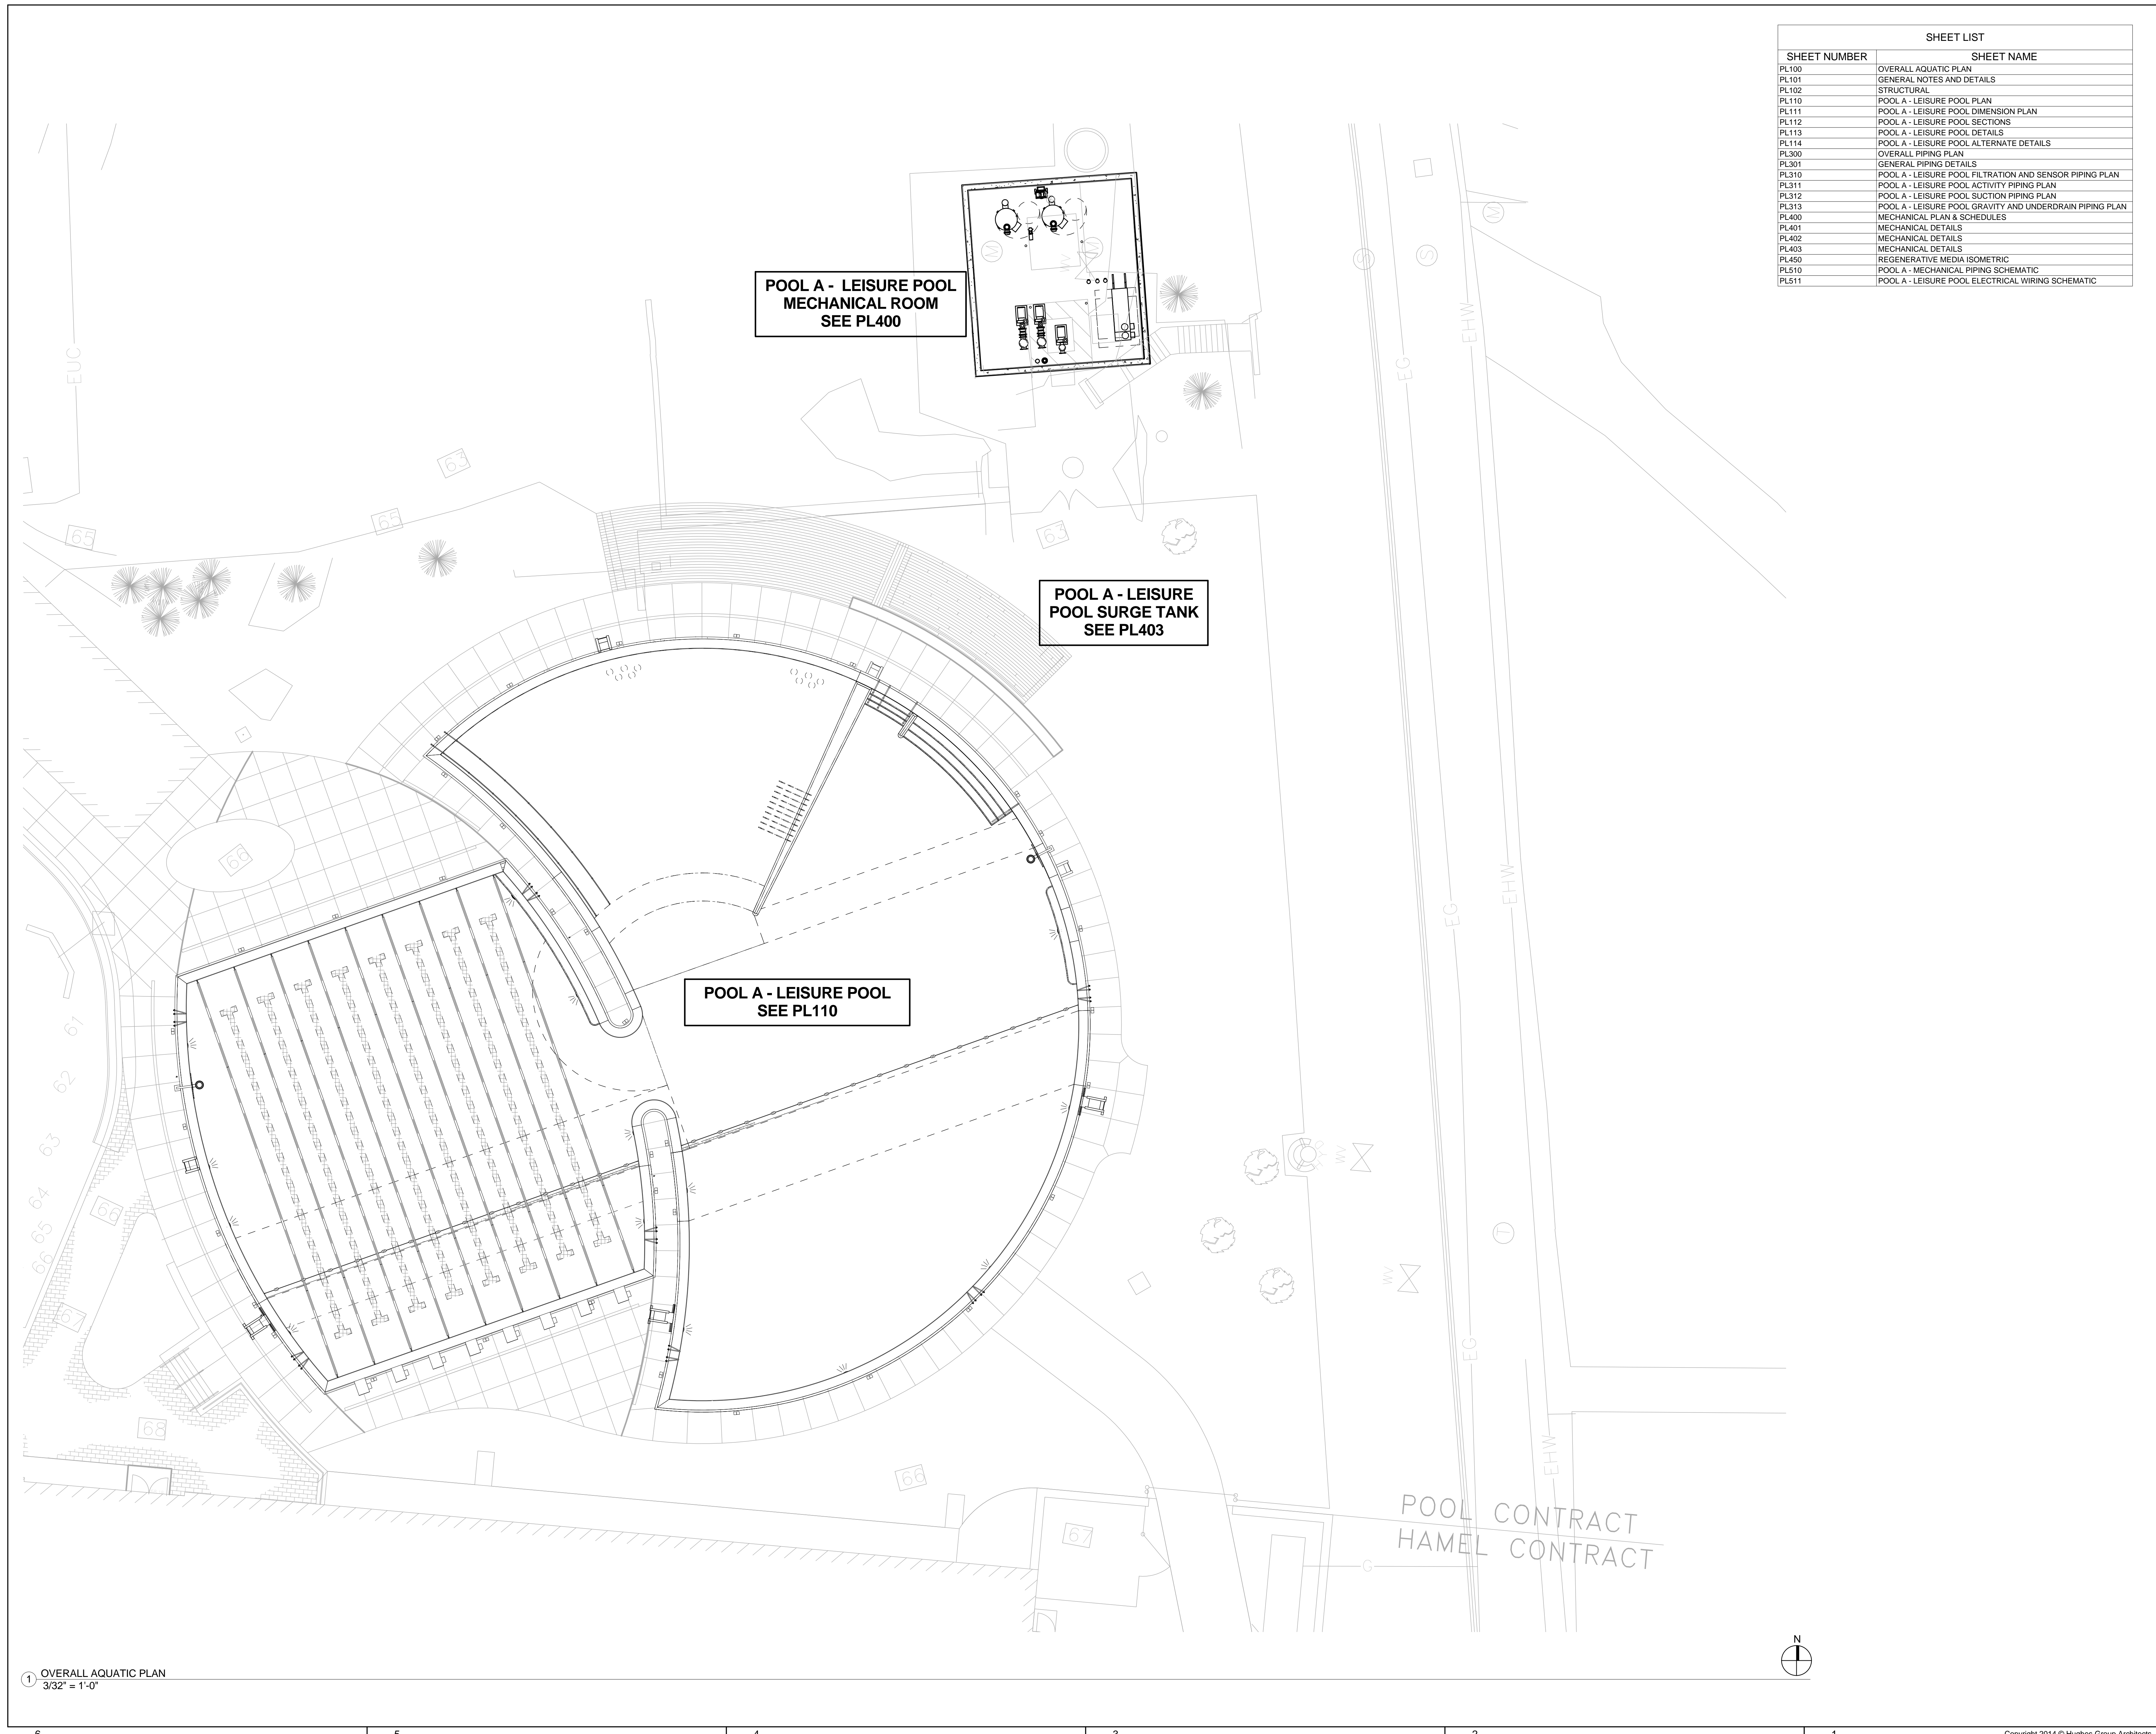 SHEET LIST
SHEET NUMBER SHEET NAME
PL100 OVERALL AQUATIC PLAN
PL101 GENERAL NOTES AND DETAILS
PL102 STRUCTURAL
PL110 POOL A - LEISURE POOL PLAN
PL111 POOL A - LEISURE POOL DIMENSION PLAN
PL112 POOL A - LEISURE POOL SECTIONS
PL113 POOL A - LEISURE POOL DETAILS
PL114 POOL A - LEISURE POOL ALTERNATE DETAILS
PL300 OVERALL PIPING PLAN
PL301 GENERAL PIPING DETAILS
PL310 POOL A - LEISURE POOL FILTRATION AND SENSOR PIPING PLAN
PL311 POOL A - LEISURE POOL ACTIVITY PIPING PLAN
PL312 POOL A - LEISURE POOL SUCTION PIPING PLAN
PL313 POOL A - LEISURE POOL GRAVITY AND UNDERDRAIN PIPING PLAN
PL400 MECHANICAL PLAN & SCHEDULES
PL401 MECHANICAL DETAILS
PL402 MECHANICAL DETAILS
PL403 MECHANICAL DETAILS
PL450 REGENERATIVE MEDIA ISOMETRIC
PL510 POOL A - MECHANICAL PIPING SCHEMATIC
PL511 POOL A - LEISURE POOL ELECTRICAL WIRING SCHEMATIC
M
S
S
M
M
WV
POOL A - LEISURE POOL
MECHANICAL ROOM
SEE PL400
EHW
EUC
EG
63
65
65
63
POOL A - LEISURE
POOL SURGE TANK
SEE PL403
66
EHW
EG
POOL A - LEISURE POOL
SEE PL110
61
62
63
64
65
66
66
67
WV
T
WV
EG
68
EHW
66
67
POOL CONTRACT
HAMEL CONTRACT
G
N
1 OVERALL AQUATIC PLAN
3/32" = 1'-0"
6 5 4 3 2 1
Copyright 2014 © Hughes Group Architects